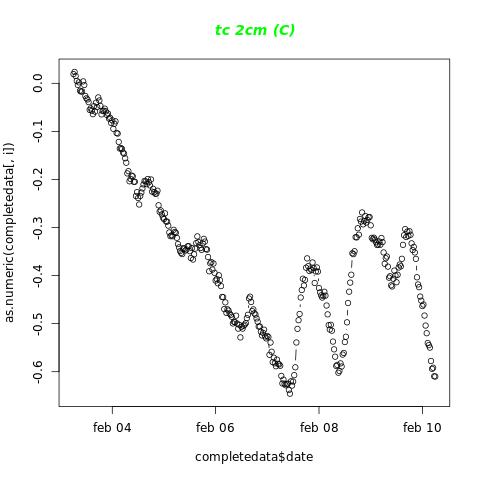 tc 2cm (C)
as.numeric(completedata[, i])
0.0
-0.1
-0.2
-0.3
-0.4
-0.5
-0.6
feb 04 feb 06 feb 08 feb 10
completedata$date